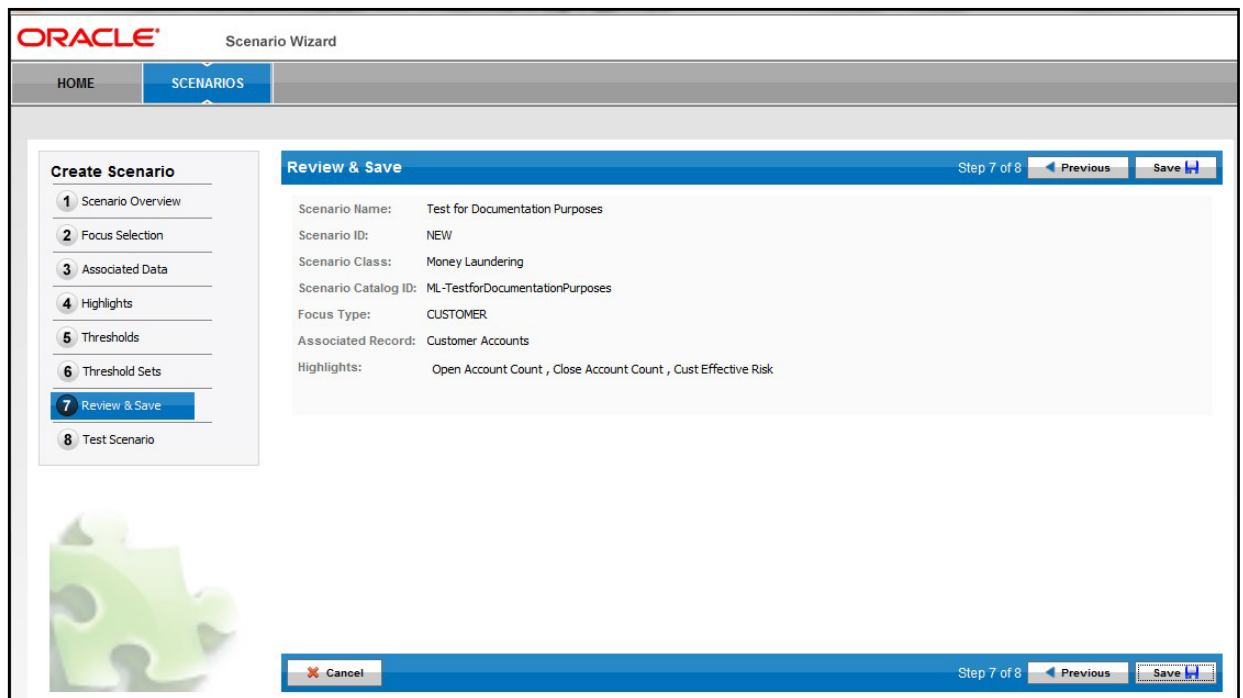 ORACLE
Scenario Wizard
HOME
SCENARIOS
Create Scenario
1 Scenario Overview
2 Focus Selection
3 Associated Data
4 Highlights
5 Thresholds
6 Threshold Sets
7 Review & Save
8 Test Scenario
Review & Save
Step 7 of 8
Previous
Save
Scenario Name: Test for Documentation Purposes
Scenario ID: NEW
Scenario Class: Money Laundering
Scenario Catalog ID: ML-TestforDocumentationPurposes
Focus Type: CUSTOMER
Associated Record: Customer Accounts
Highlights: Open Account Count , Close Account Count , Cust Effective Risk
Cancel
Step 7 of 8
Previous
Save